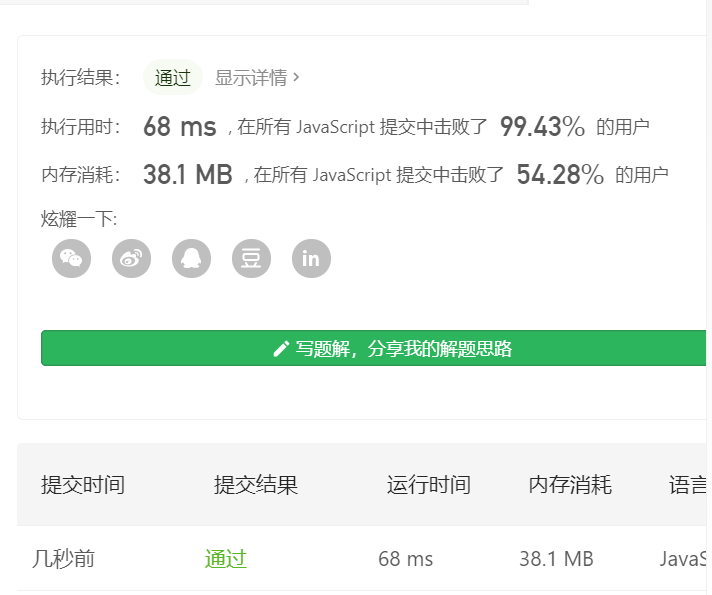 执行结果： 通过 显示详情 ›
执行用时： 68 ms , 在所有 JavaScript 提交中击败了 99.43% 的用户
内存消耗： 38.1 MB , 在所有 JavaScript 提交中击败了 54.28% 的用户
炫耀一下:
豆 in
写题解，分享我的解题思路
提交时间 提交结果 运行时间 内存消耗 语言
几秒前 通过 68 ms 38.1 MB JavaS